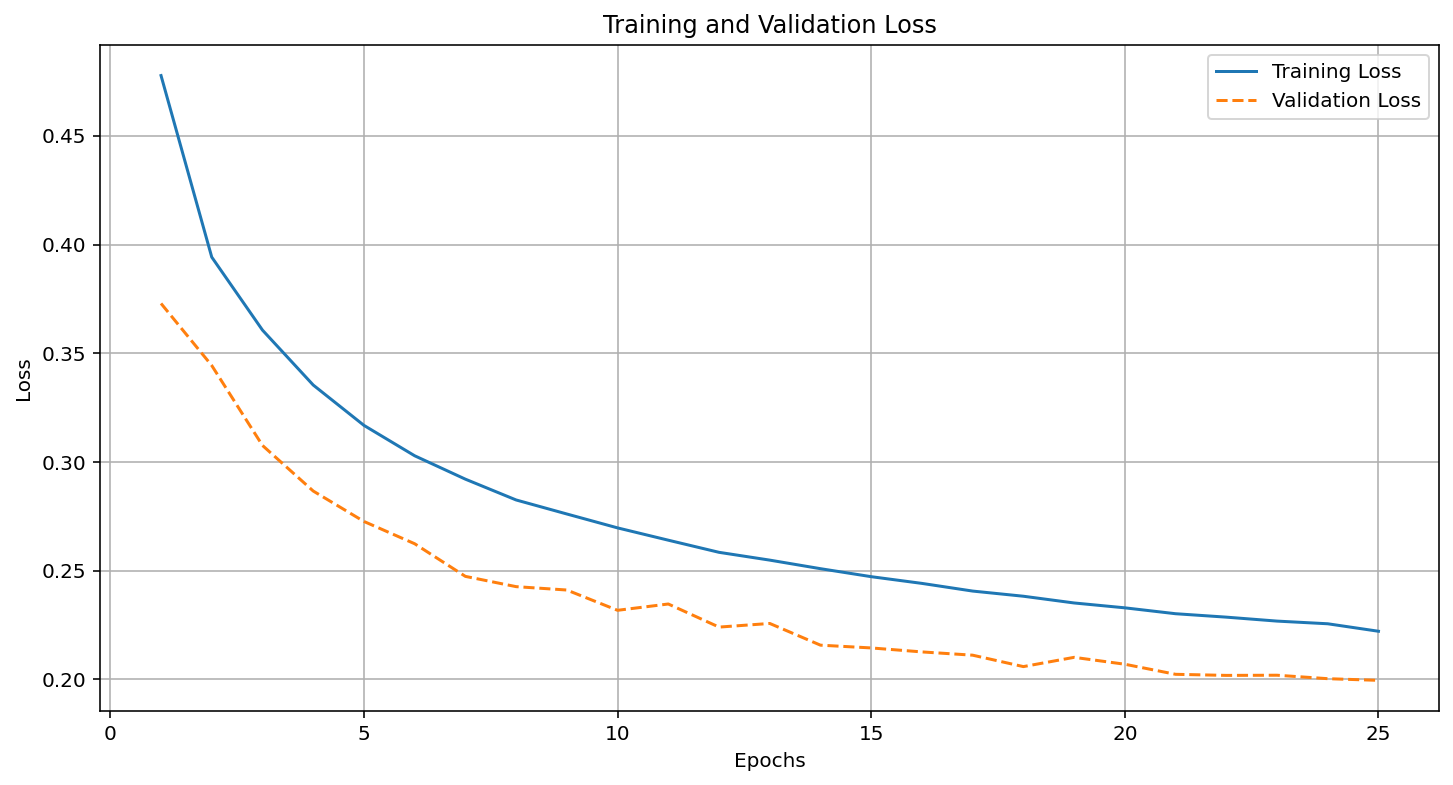 Training and Validation Loss
Training Loss
Validation Loss
0.45
0.40
0.35
0.30
0.25
0.20
Loss
0 5 10 15 20 25
Epochs